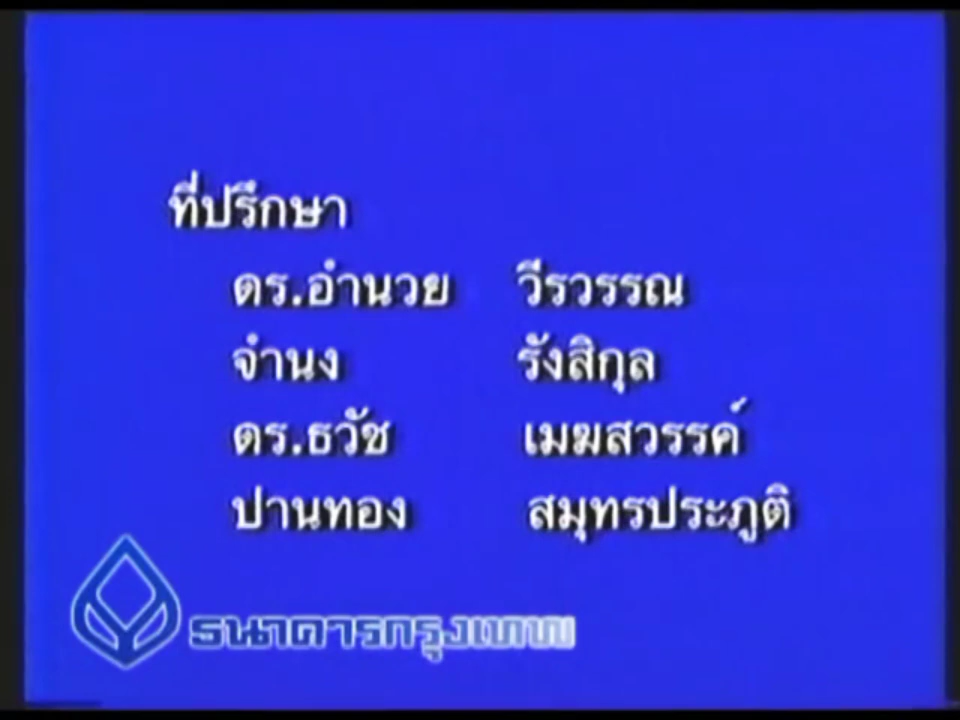 ที่ปรึกษา
ดร.อำนวย วีรวรรณ
จำนง รังสิกุล
ดร.ธวัช เมฆสวรรค์
ปานทอง สมุทรประภูติ
ธนาคารกรุงเทพ